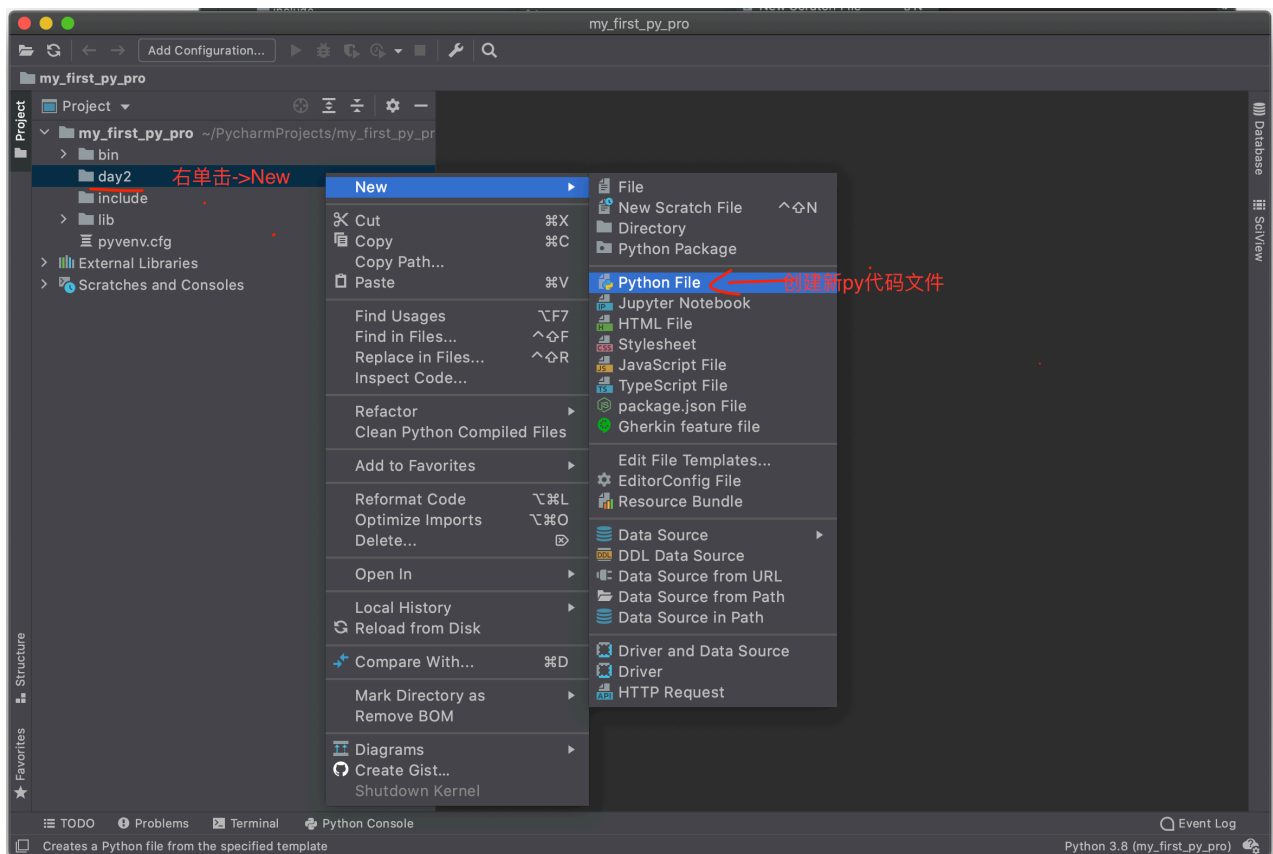 my_first_py_pro
Add Configuration...
my_first_py_pro
Project
Project
my_first_py_pro ~/PycharmProjects/my_first_py_pr
bin
day2 右单击->New
include
lib
pyvenv.cfg
External Libraries
Scratches and Consoles
New
Cut ⌘X
Copy ⌘C
Copy Path...
Paste ⌘V
Find Usages ⌥F7
Find in Files... ^⇧F
Replace in Files... ^⇧R
Inspect Code...
Refactor
Clean Python Compiled Files
Add to Favorites
Reformat Code ⌥⌘L
Optimize Imports ⌥⌘O
Delete... ⌦
Open In
Local History
Reload from Disk
Compare With... ⌘D
Mark Directory as
Remove BOM
Diagrams
Create Gist...
Shutdown Kernel
File
New Scratch File ^⇧N
Directory
Python Package
Python File 创建新py代码文件
Jupyter Notebook
HTML File
Stylesheet
JavaScript File
TypeScript File
package.json File
Gherkin feature file
Edit File Templates...
EditorConfig File
Resource Bundle
Data Source
DDL Data Source
Data Source from URL
Data Source from Path
Data Source in Path
Driver and Data Source
Driver
HTTP Request
Database
SciView
Structure
Favorites
TODO
Problems
Terminal
Python Console
Event Log
Creates a Python file from the specified template
Python 3.8 (my_first_py_pro)